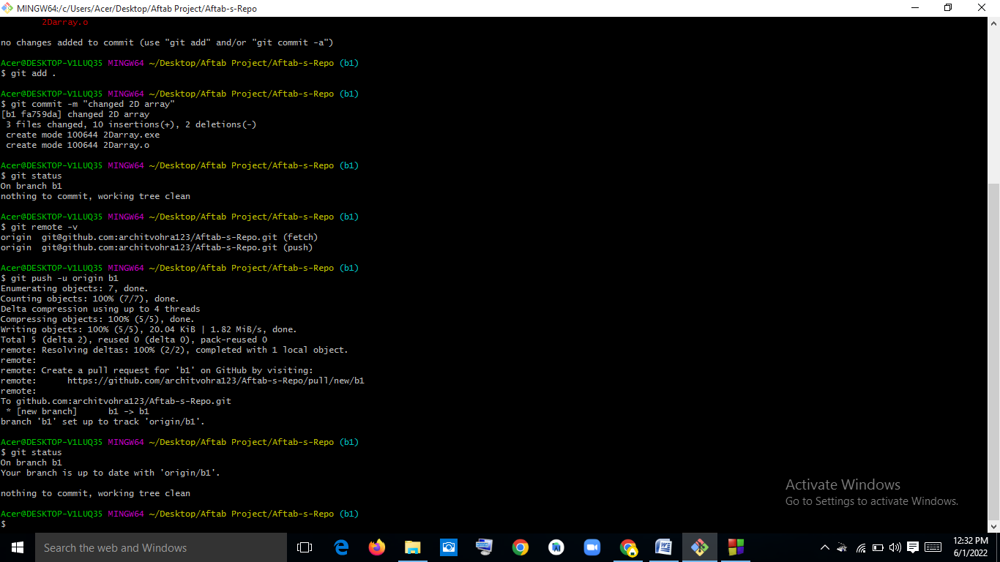 MINGW64:/c/Users/Acer/Desktop/Aftab Project/Aftab-s-Repo
2Darray.o
no changes added to commit (use "git add" and/or "git commit -a")
Acer@DESKTOP-V1LUQ35 MINGW64 ~/Desktop/Aftab Project/Aftab-s-Repo (b1)
$ git add .
Acer@DESKTOP-V1LUQ35 MINGW64 ~/Desktop/Aftab Project/Aftab-s-Repo (b1)
$ git commit -m "changed 2D array"
[b1 fa759da] changed 2D array
3 files changed, 10 insertions(+), 2 deletions(-)
create mode 100644 2Darray.exe
create mode 100644 2Darray.o
Acer@DESKTOP-V1LUQ35 MINGW64 ~/Desktop/Aftab Project/Aftab-s-Repo (b1)
$ git status
On branch b1
nothing to commit, working tree clean
Acer@DESKTOP-V1LUQ35 MINGW64 ~/Desktop/Aftab Project/Aftab-s-Repo (b1)
$ git remote -v
origin  git@github.com:architvohra123/Aftab-s-Repo.git (fetch)
origin  git@github.com:architvohra123/Aftab-s-Repo.git (push)
Acer@DESKTOP-V1LUQ35 MINGW64 ~/Desktop/Aftab Project/Aftab-s-Repo (b1)
$ git push -u origin b1
Enumerating objects: 7, done.
Counting objects: 100% (7/7), done.
Delta compression using up to 4 threads
Compressing objects: 100% (5/5), done.
Writing objects: 100% (5/5), 20.04 KiB | 1.82 MiB/s, done.
Total 5 (delta 2), reused 0 (delta 0), pack-reused 0
remote: Resolving deltas: 100% (2/2), completed with 1 local object.
remote:
remote: Create a pull request for 'b1' on GitHub by visiting:
remote:      https://github.com/architvohra123/Aftab-s-Repo/pull/new/b1
remote:
To github.com:architvohra123/Aftab-s-Repo.git
* [new branch]      b1 -> b1
branch 'b1' set up to track 'origin/b1'.
Acer@DESKTOP-V1LUQ35 MINGW64 ~/Desktop/Aftab Project/Aftab-s-Repo (b1)
$ git status
On branch b1
Your branch is up to date with 'origin/b1'.
nothing to commit, working tree clean
Acer@DESKTOP-V1LUQ35 MINGW64 ~/Desktop/Aftab Project/Aftab-s-Repo (b1)
$
Activate Windows
Go to Settings to activate Windows.
Search the web and Windows
12:32 PM
6/1/2022